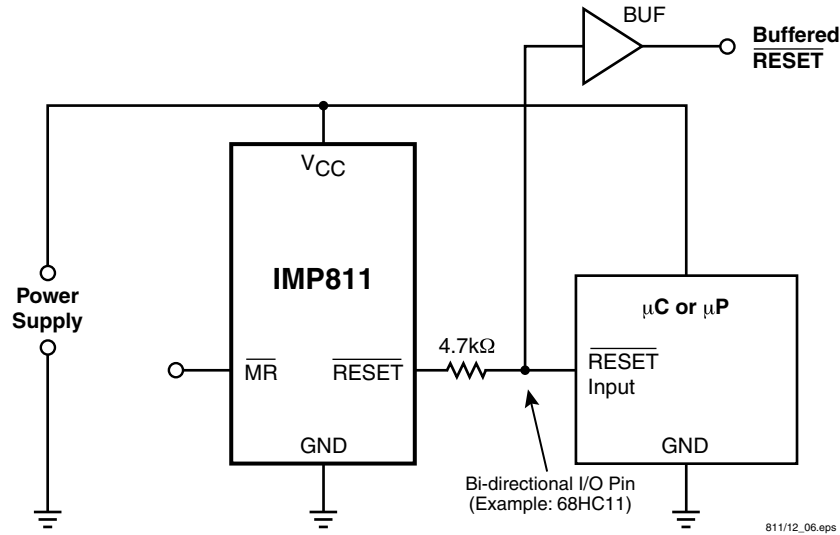 BUF
Buffered
RESET
VCC
IMP811
Power
Supply
μC or μP
4.7kΩ
MR
RESET
RESET
Input
GND
GND
Bi-directional I/O Pin
(Example: 68HC11)
811/12_06.eps